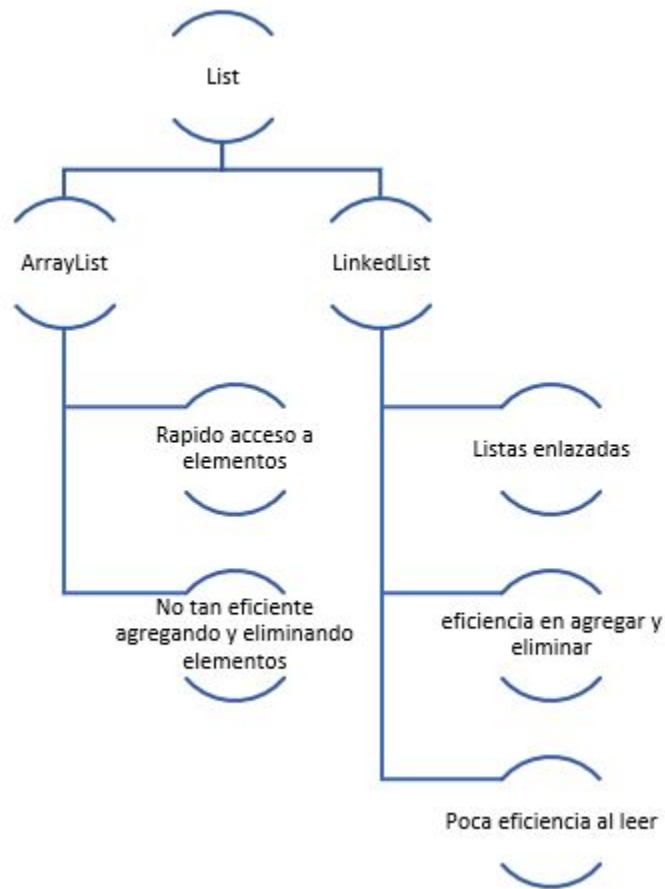 List
ArrayList
LinkedList
Rapido acceso a
elementos
No tan eficiente
agregando y eliminando
elementos
Listas enlazadas
eficiencia en agregar y
eliminar
Poca eficiencia al leer